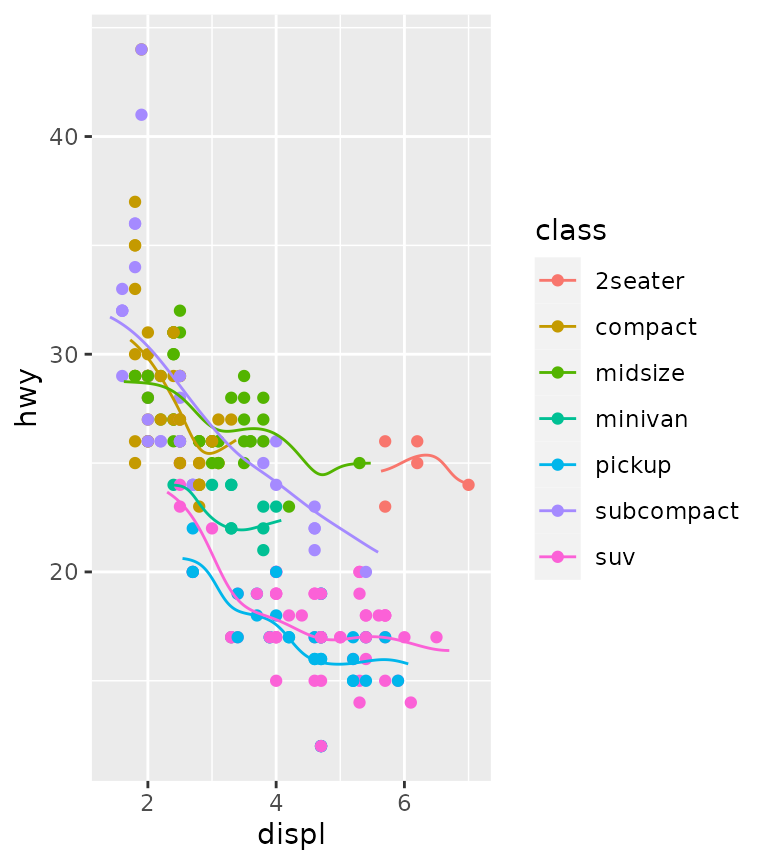 40
30
20
hwy
2 4 6
displ
class
2seater
compact
midsize
minivan
pickup
subcompact
suv